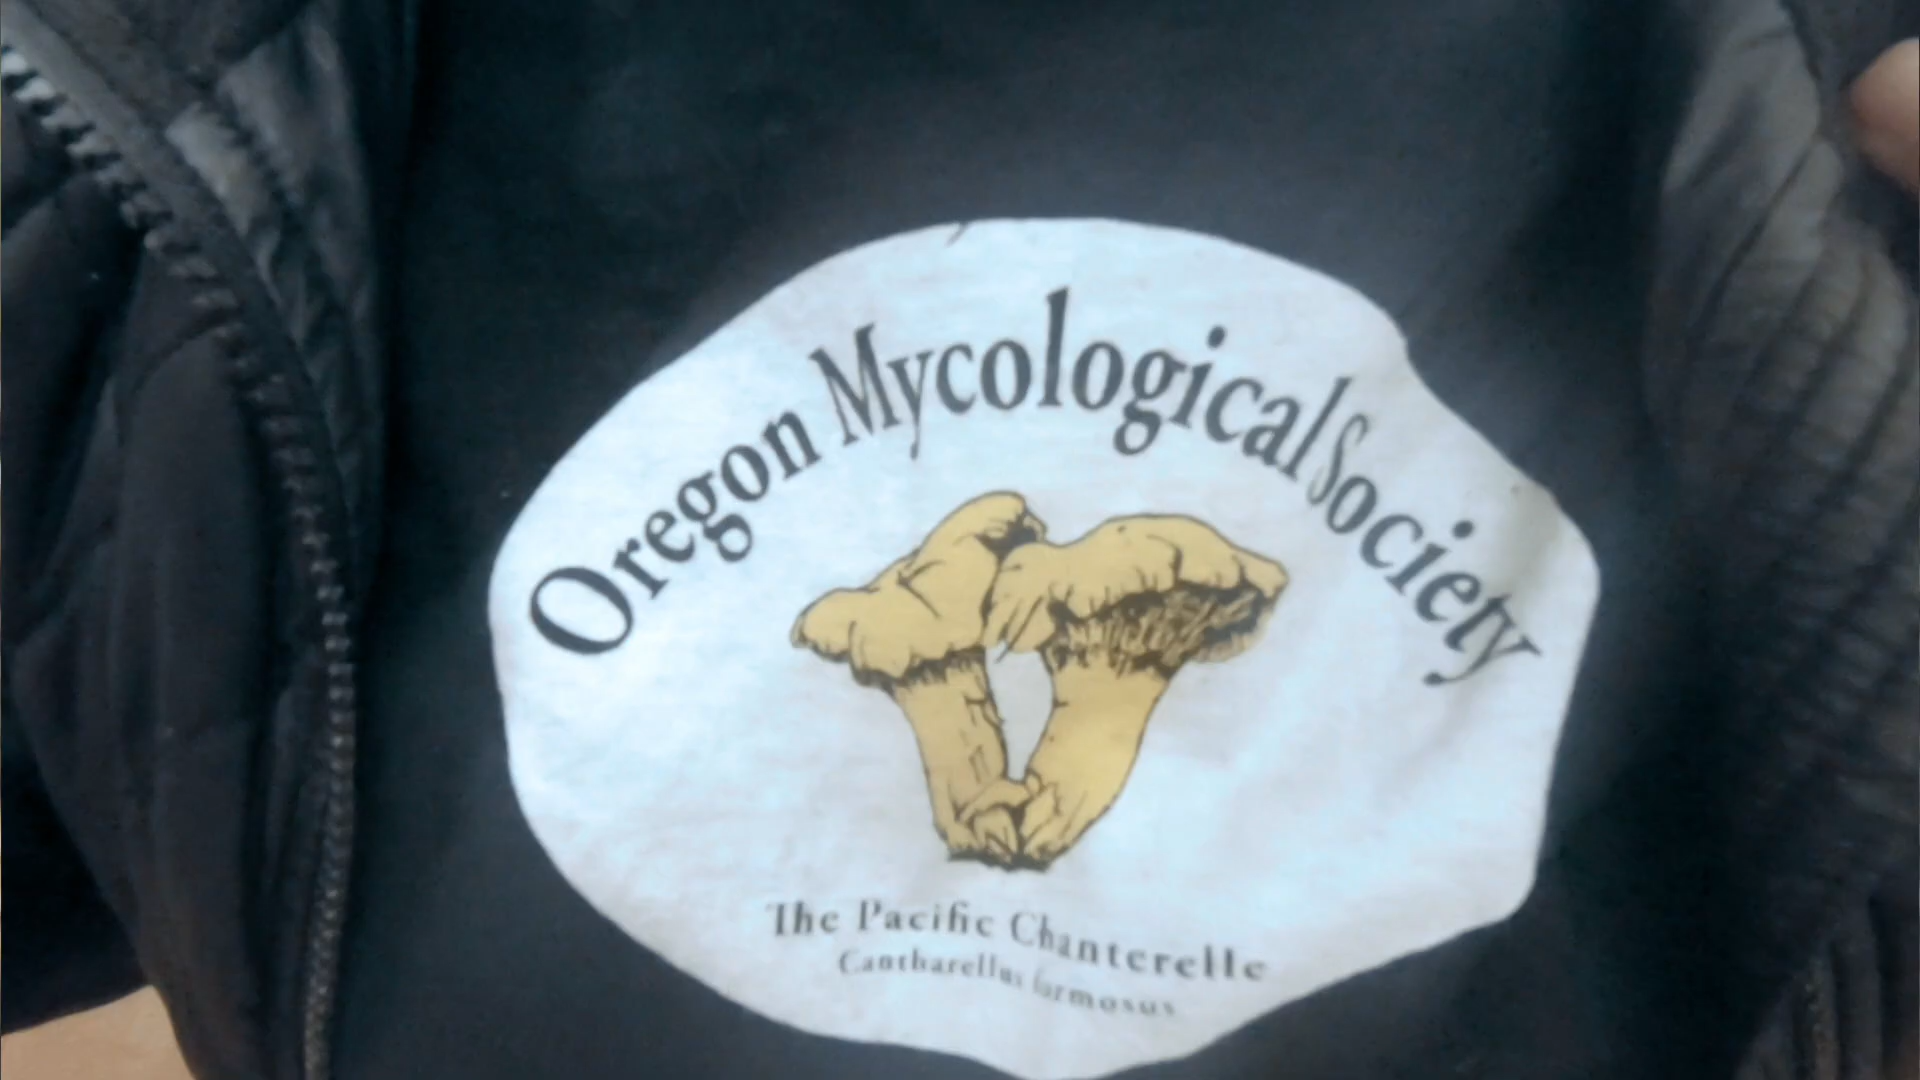 Oregon Mycological Society
The Pacific Chanterelle
Cantharellus formosus